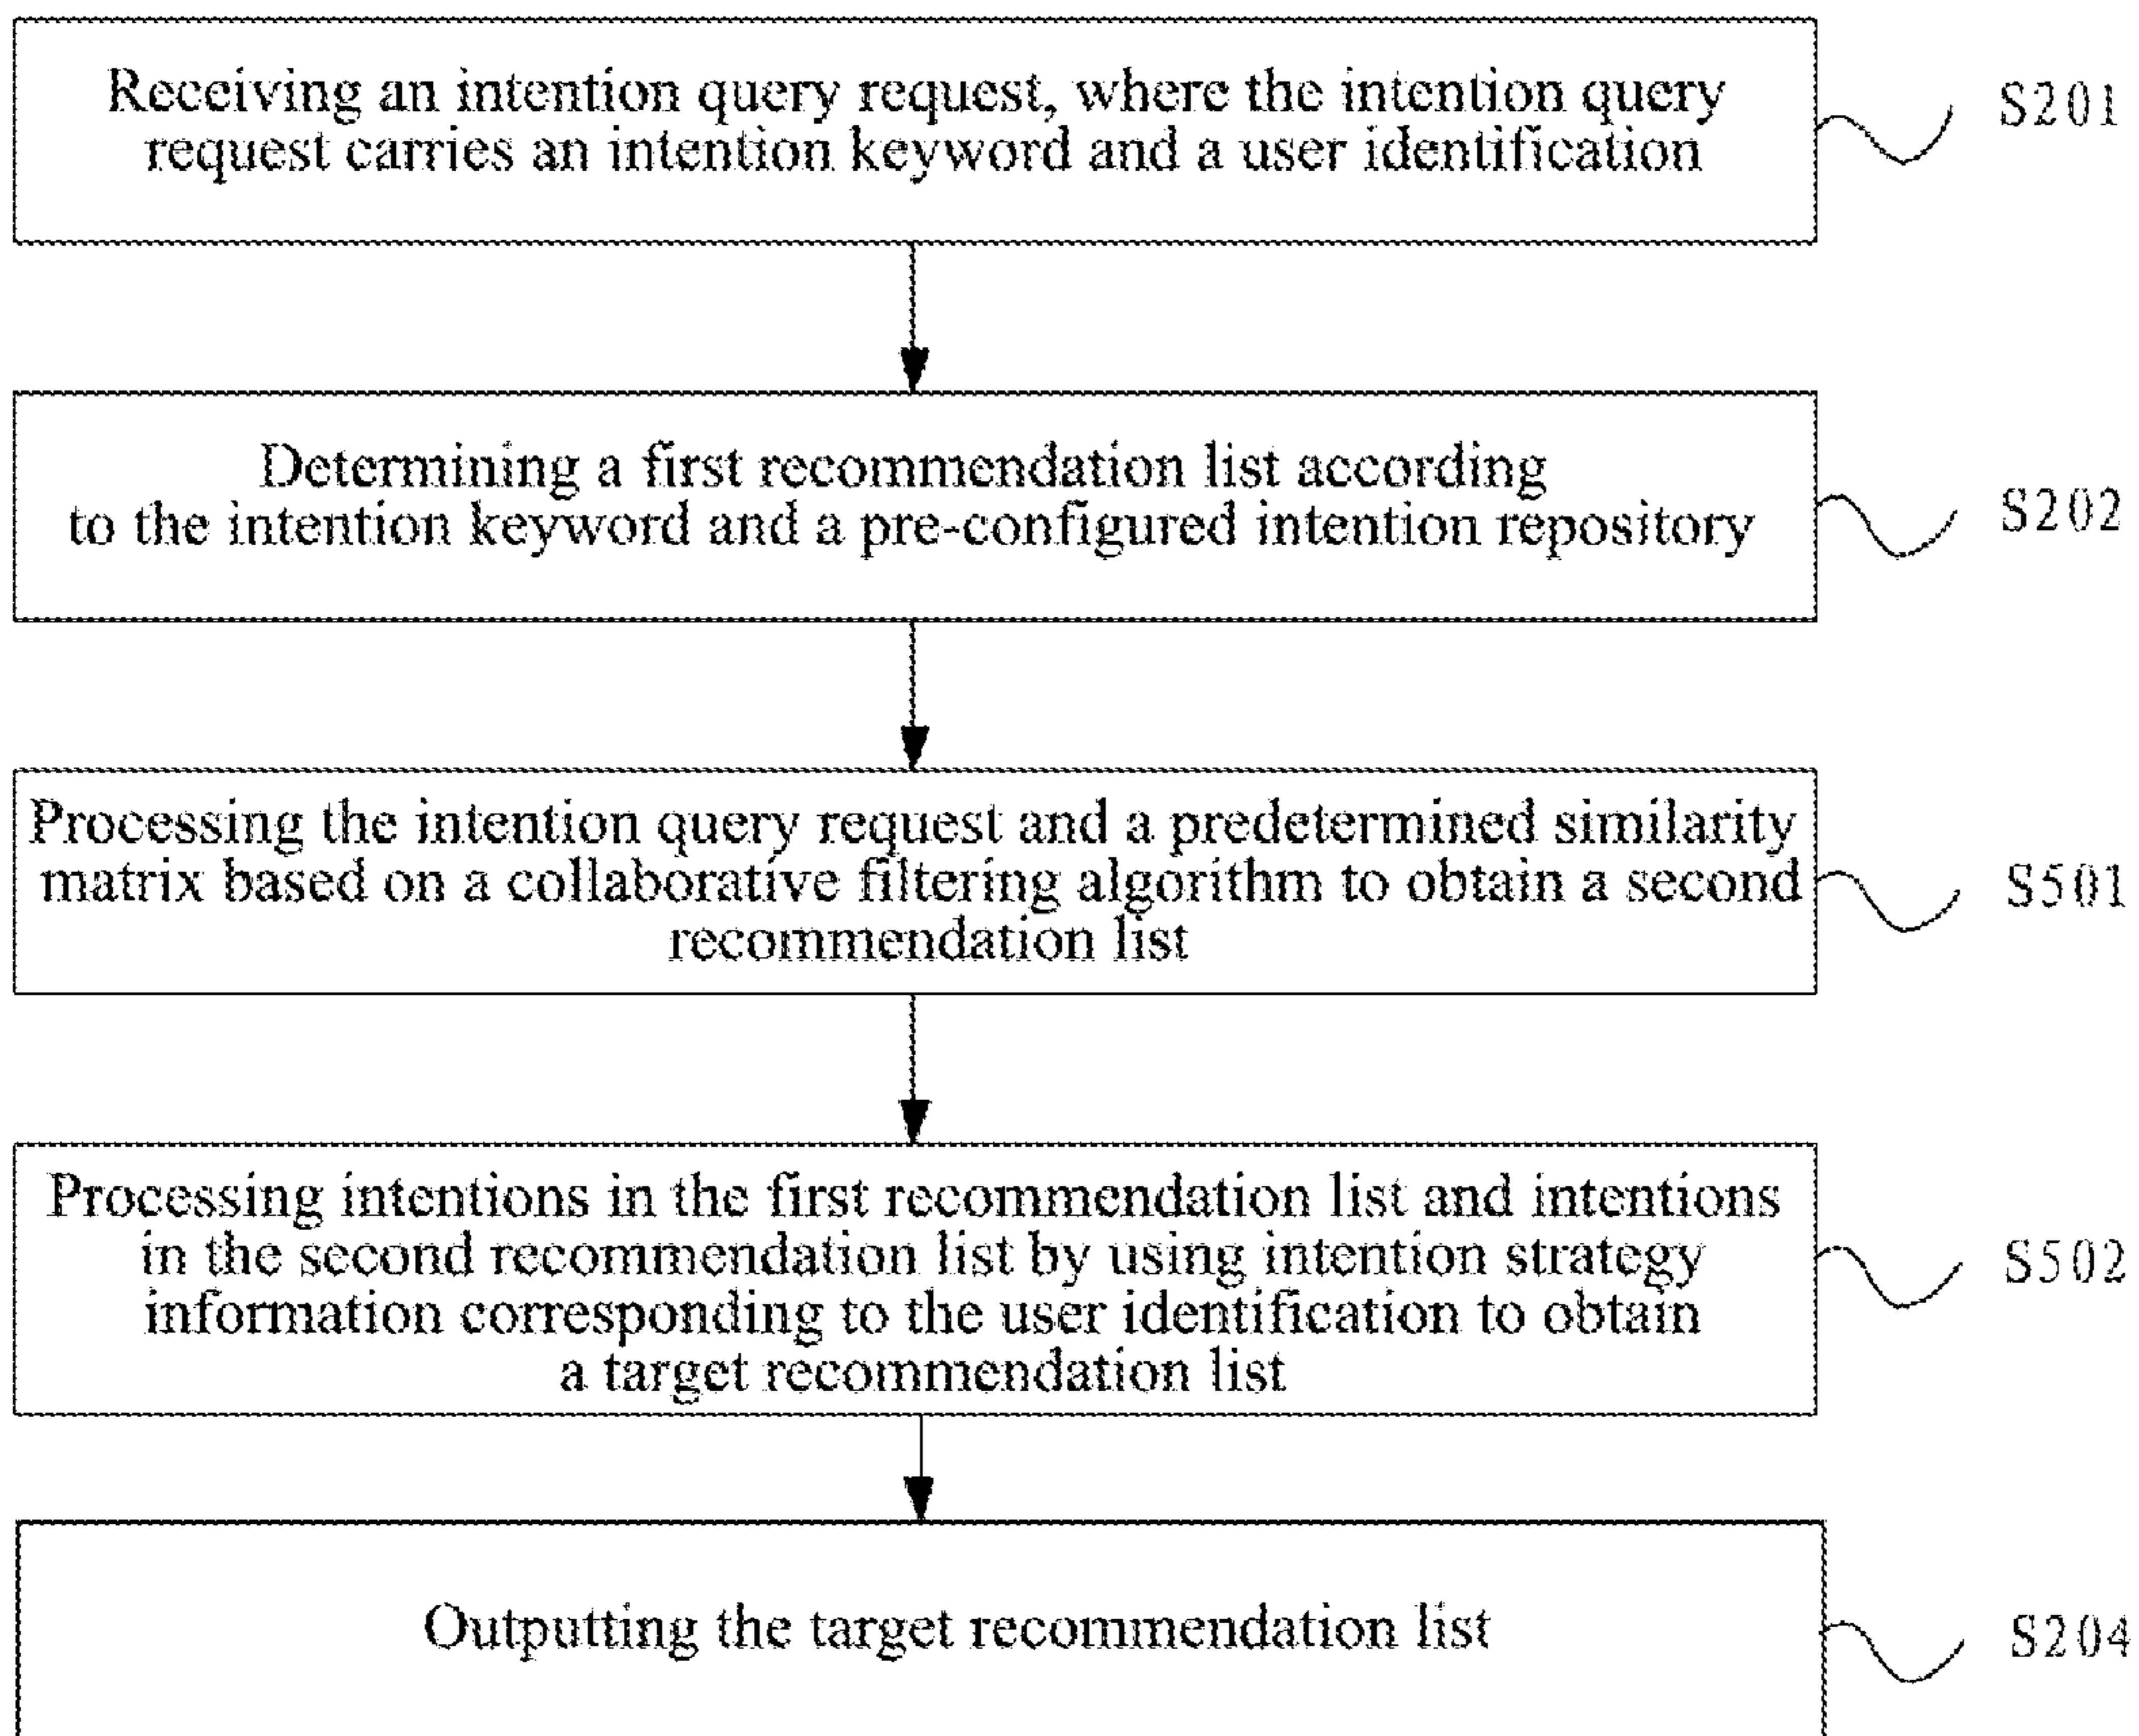 Receiving an intention query request, where the intention query
request carries an intention keyword and a user identification
S201
Determining a first recommendation list according
to the intention keyword and a pre-configured intention repository
S202
Processing the intention query request and a predetermined similarity
matrix based on a collaborative filtering algorithm to obtain a second
recommendation list
S501
Processing intentions in the first recommendation list and intentions
in the second recommendation list by using intention strategy
information corresponding to the user identification to obtain
a target recommendation list
S502
Outputting the target recommendation list
S204